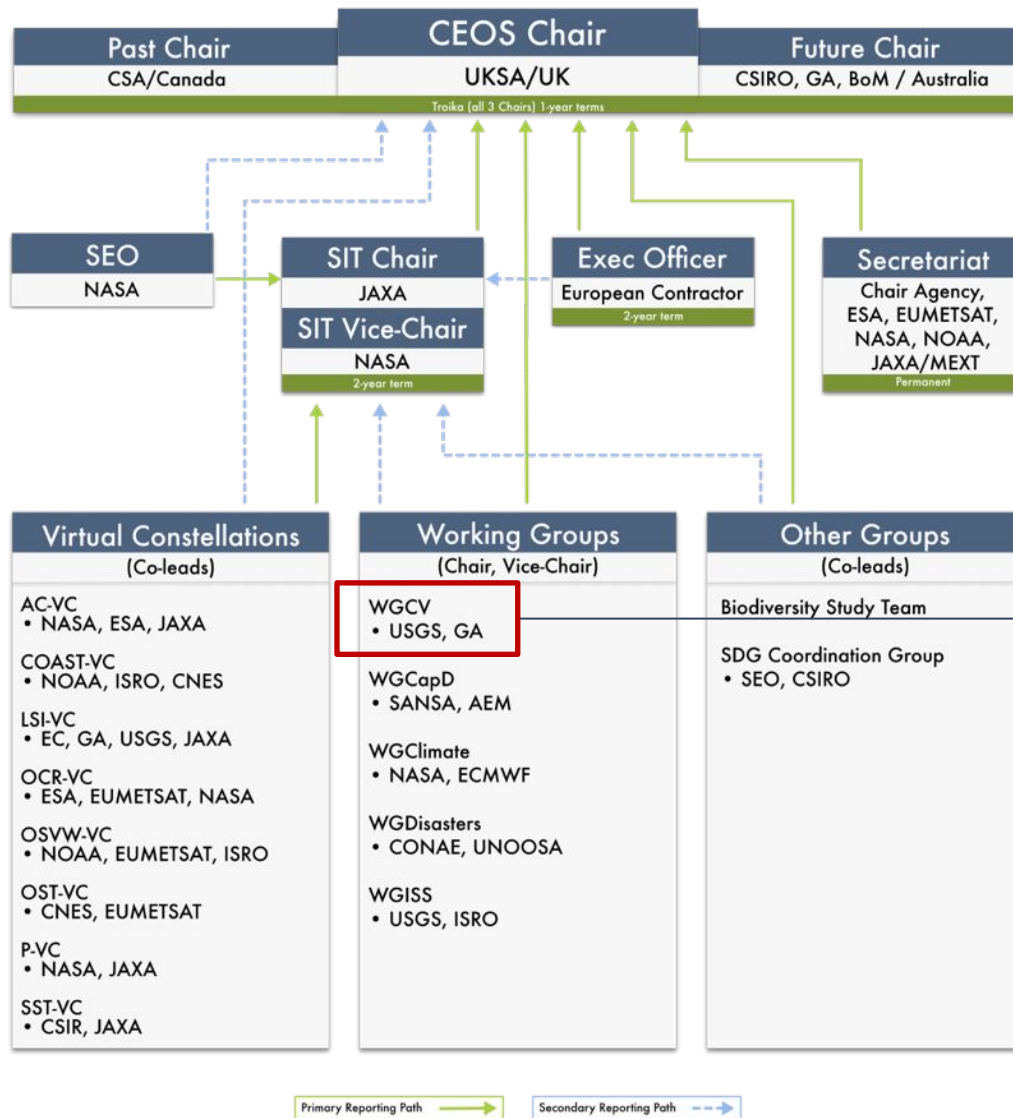 Past Chair
CSA/Canada
CEOS Chair
UKSA/UK
Future Chair
CSIRO, GA, BoM / Australia
Troika (all 3 Chairs) 1-year terms
SEO
NASA
SIT Chair
JAXA
SIT Vice-Chair
NASA
2-year term
Exec Officer
European Contractor
2-year term
Secretariat
Chair Agency,
ESA, EUMETSAT,
NASA, NOAA,
JAXA/MEXT
Permanent
Virtual Constellations
(Co-leads)
AC-VC
• NASA, ESA, JAXA
COAST-VC
• NOAA, ISRO, CNES
LSI-VC
• EC, GA, USGS, JAXA
OCR-VC
• ESA, EUMETSAT, NASA
OSVW-VC
• NOAA, EUMETSAT, ISRO
OST-VC
• CNES, EUMETSAT
P-VC
• NASA, JAXA
SST-VC
• CSIR, JAXA
Working Groups
(Chair, Vice-Chair)
WGCV
• USGS, GA
WGCapD
• SANSA, AEM
WGClimate
• NASA, ECMWF
WGDisasters
• CONAE, UNOOSA
WGISS
• USGS, ISRO
Other Groups
(Co-leads)
Biodiversity Study Team
SDG Coordination Group
• SEO, CSIRO
Primary Reporting Path
Secondary Reporting Path